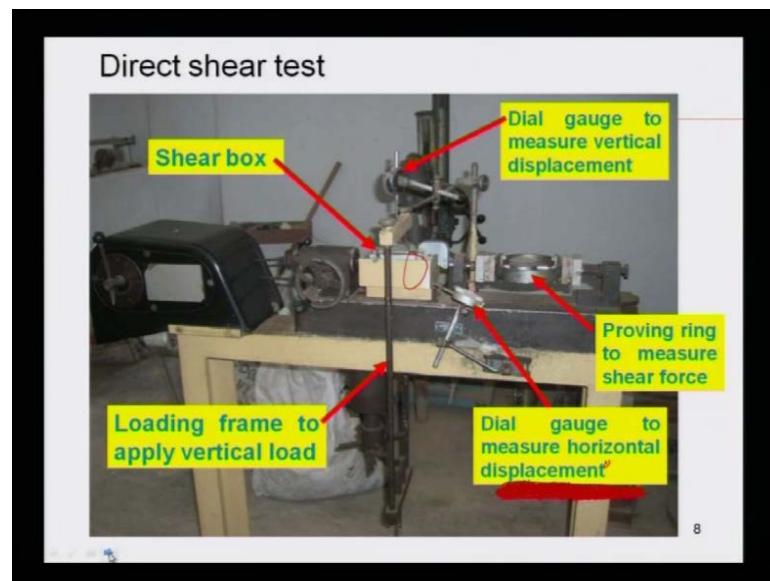 Direct shear test
Dial gauge to
measure vertical
displacement
Shear box
Proving ring
to measure
shear force
Loading frame to
apply vertical load
Dial gauge to
measure horizontal
displacement
8